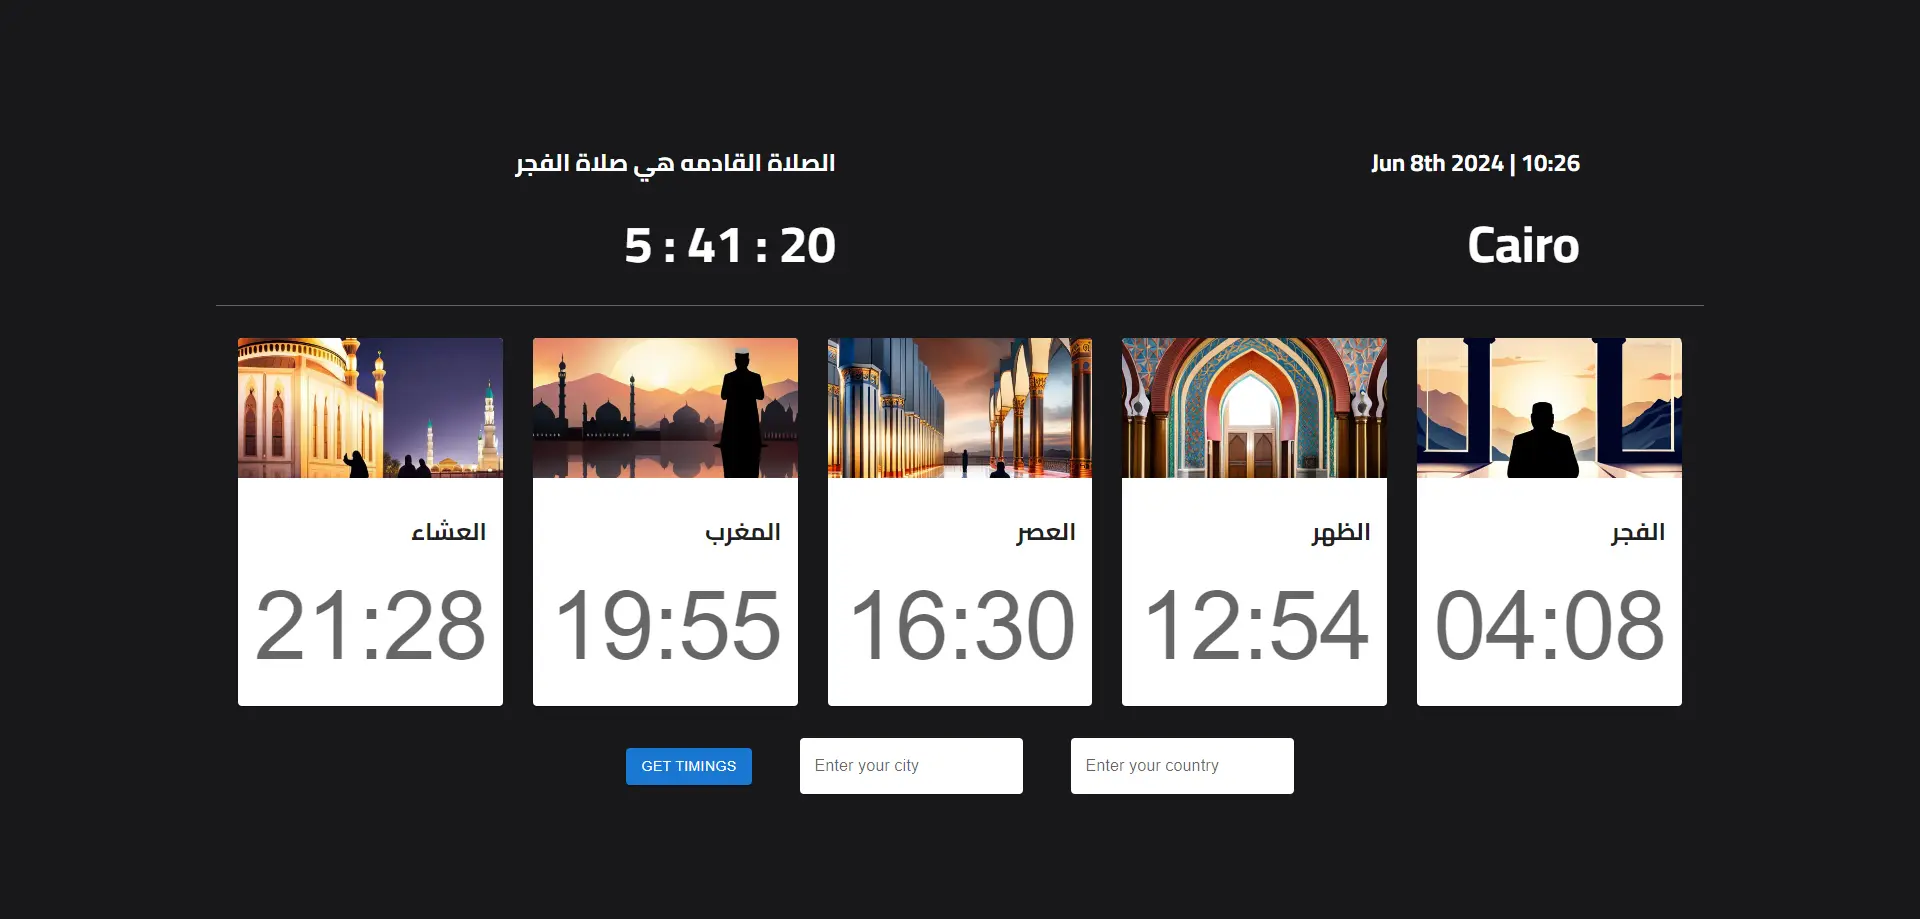 Jun 8th 2024 | 10:26
Cairo
الصلاة القادمه هي صلاة الفجر
5 : 41 : 20
الفجر
04:08
الظهر
12:54
العصر
16:30
المغرب
19:55
العشاء
21:28
Enter your country
Enter your city
GET TIMINGS